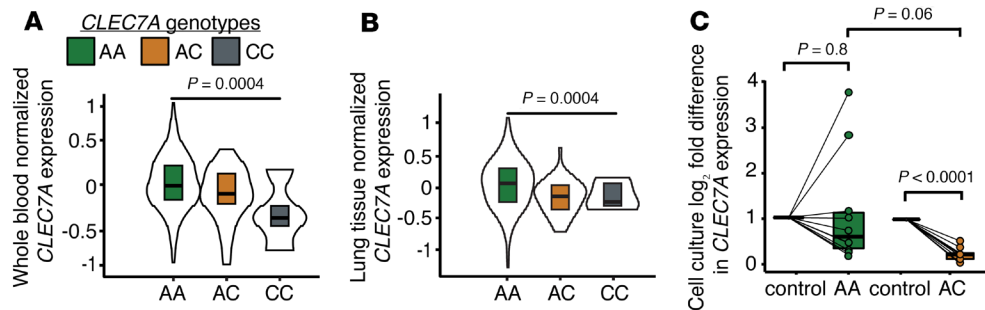 A
CLEC7A genotypes
AA AC CC
Whole blood normalized
CLEC7A expression
P = 0.0004
1
0.5
0
-0.5
-1
AA AC CC
B
Lung tissue normalized
CLEC7A expression
P = 0.0004
1
0.5
0
-0.5
-1
AA AC CC
C
Cell culture log₂ fold difference
in CLEC7A expression
P = 0.06
P = 0.8
P < 0.0001
4
3
2
1
0
control AA control AC